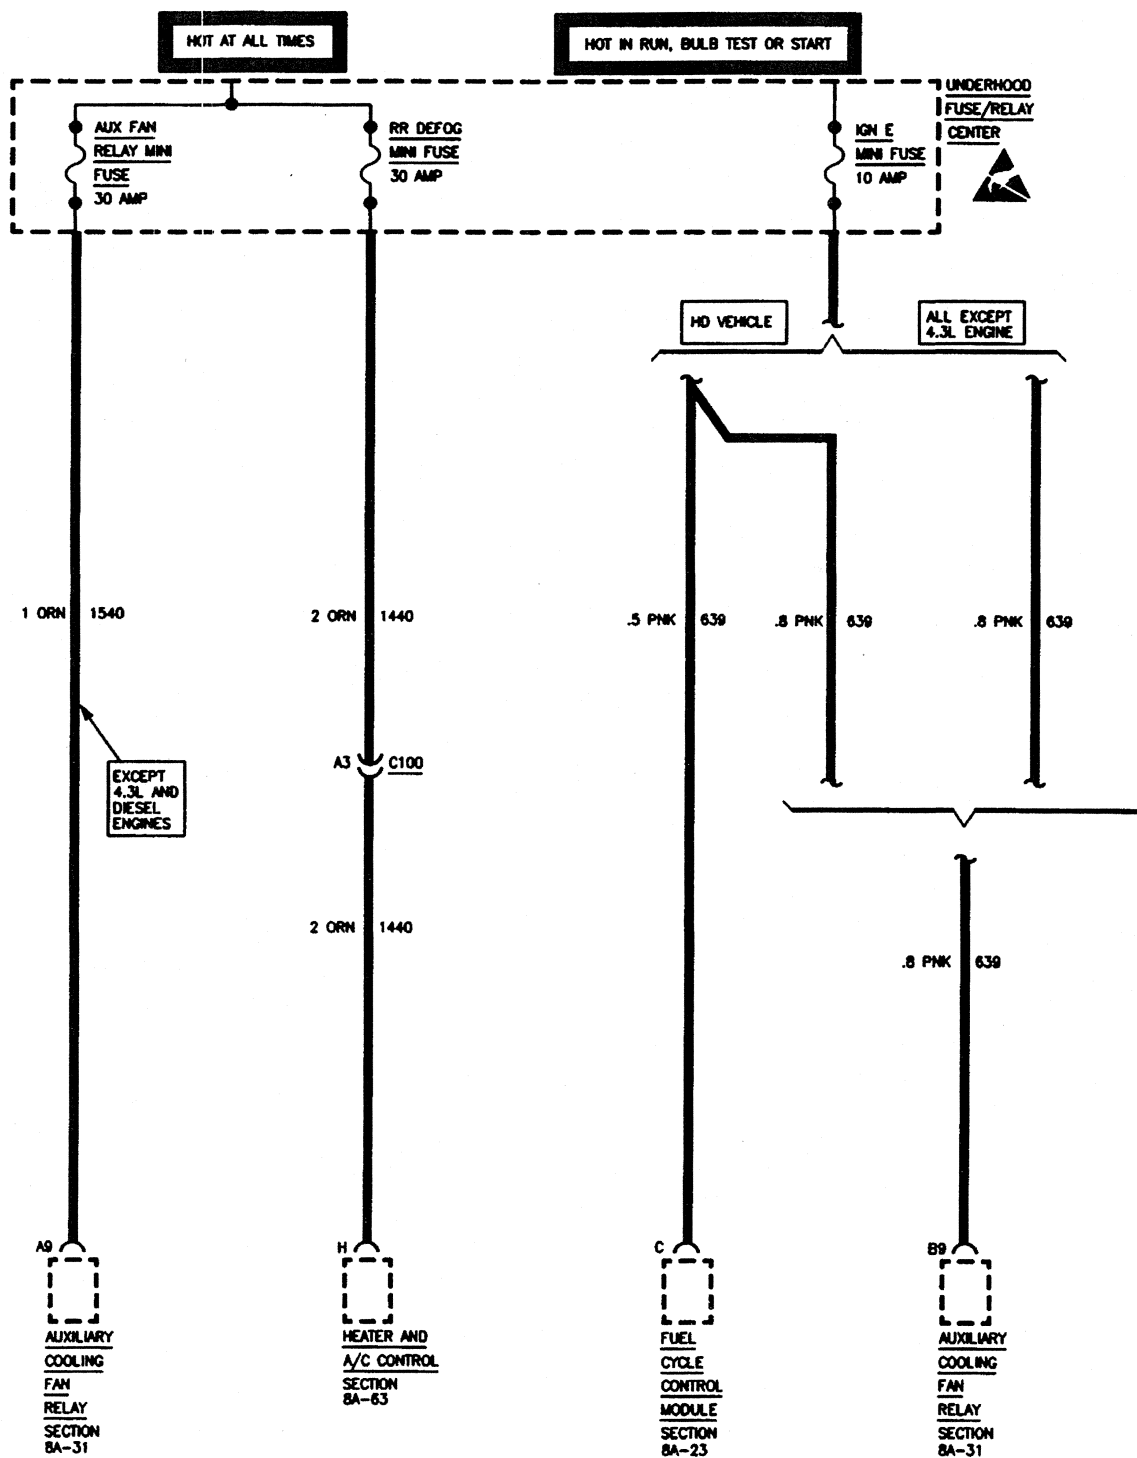 HOT AT ALL TIMES
HOT IN RUN, BULB TEST OR START
UNDERHOOD
FUSE/RELAY
CENTER
AUX FAN
RELAY MINI
FUSE
30 AMP
RR DEFOG
MINI FUSE
30 AMP
IGN E
MINI FUSE
10 AMP
HD VEHICLE
ALL EXCEPT
4.3L ENGINE
1 ORN 1540
2 ORN 1440
.5 PNK 639
.8 PNK 639
.8 PNK 639
A3 C100
EXCEPT
4.3L AND
DIESEL
ENGINES
2 ORN 1440
.8 PNK 639
A9
H
C
B9
AUXILIARY
COOLING
FAN
RELAY
SECTION
8A-31
HEATER AND
A/C CONTROL
SECTION
8A-63
FUEL
CYCLE
CONTROL
MODULE
SECTION
8A-23
AUXILIARY
COOLING
FAN
RELAY
SECTION
8A-31